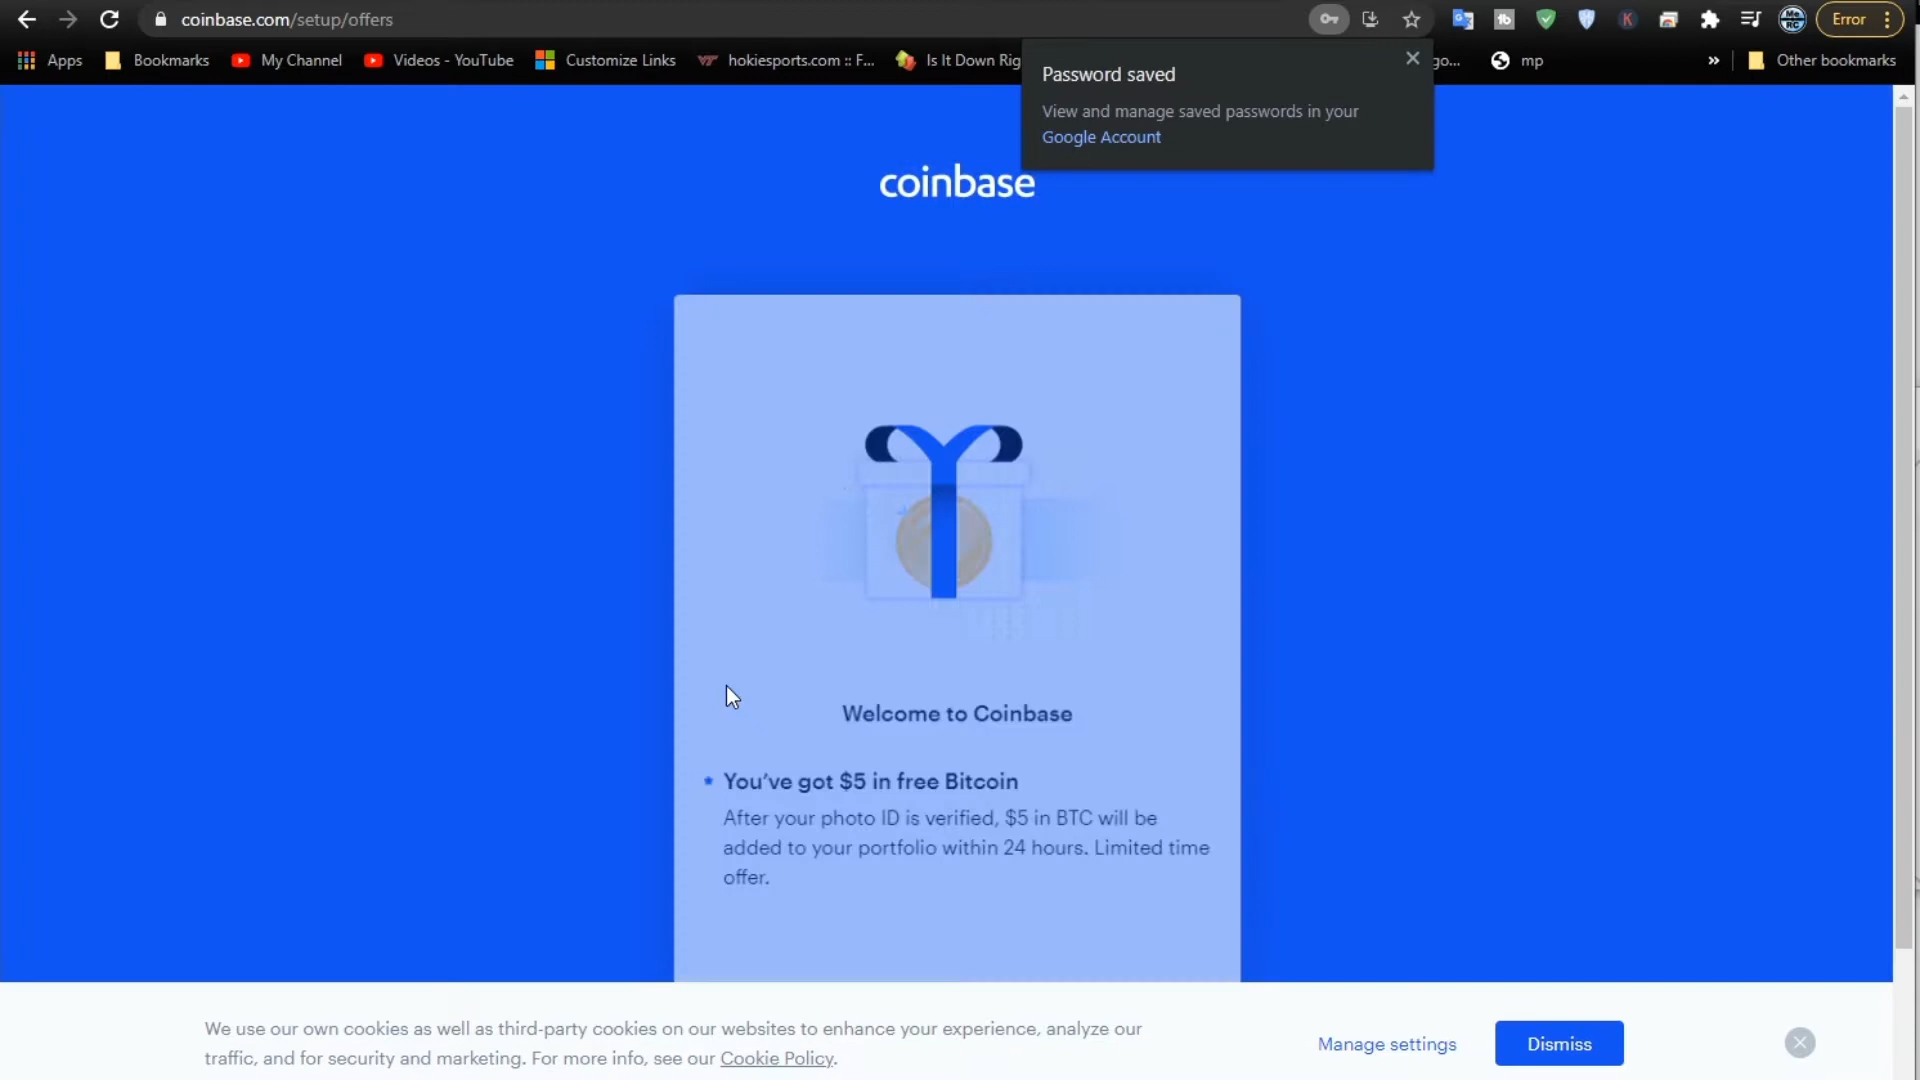 coinbase.com/setup/offers
Error
Apps
Bookmarks
My Channel
Videos - YouTube
Customize Links
hokiesports.com :: F...
Is It Down Rig
go...
mp
»
Other bookmarks
Password saved
View and manage saved passwords in your
Google Account
coinbase
Welcome to Coinbase
You've got $5 in free Bitcoin
After your photo ID is verified, $5 in BTC will be
added to your portfolio within 24 hours. Limited time
offer.
We use our own cookies as well as third-party cookies on our websites to enhance your experience, analyze our
traffic, and for security and marketing. For more info, see our Cookie Policy.
Manage settings
Dismiss